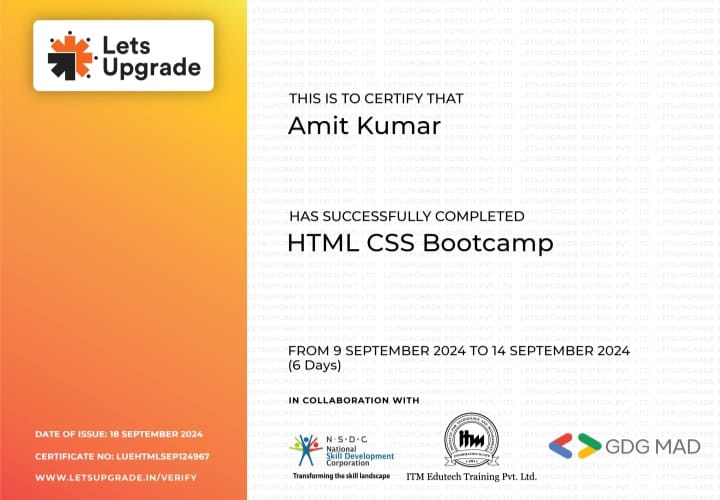 Lets
Upgrade
THIS IS TO CERTIFY THAT
Amit Kumar
HAS SUCCESSFULLY COMPLETED
HTML CSS Bootcamp
FROM 9 SEPTEMBER 2024 TO 14 SEPTEMBER 2024
(6 Days)
IN COLLABORATION WITH
DATE OF ISSUE: 18 SEPTEMBER 2024
CERTIFICATE NO: LUEHTMLSEP124967
WWW.LETSUPGRADE.IN/VERIFY
N·S·D·C
National
Skill Development
Corporation
Transforming the skill landscape
itm
ITM Edutech Training Pvt. Ltd.
GDG MAD